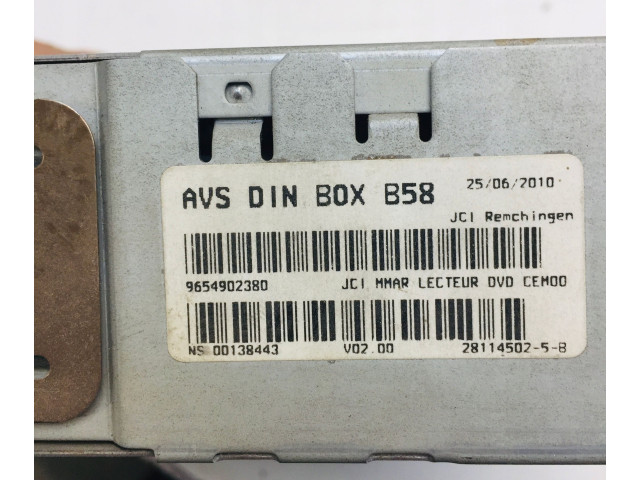 AVS DIN BOX B58 25/06/2010
JCI Remchingen
9654902380 JCI MMAR LECTEUR DVD CEM00
NS 00138443 V02.00 28114502-5-B